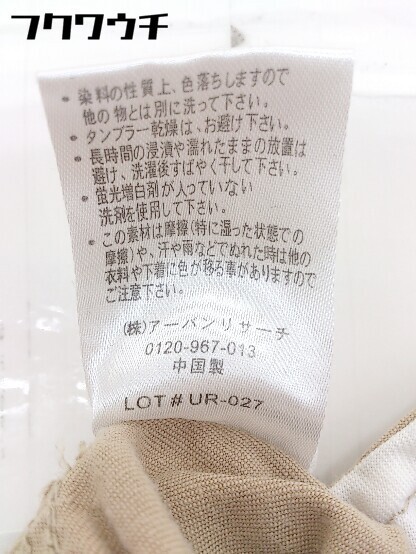 フクワウチ
• 染料の性質上、色落ちしますので
他の物とは別に洗って下さい。
• タンブラー乾燥は、お避け下さい。
• 長時間の浸漬や濡れたままの放置は
避け、洗濯後すばやく干して下さい。
• 蛍光増白剤が入っていない
洗剤を使用して下さい。
• この素材は摩擦(特に湿った状態での
摩擦)や、汗や雨などでぬれた時は他の
衣料や下着に色が移る事がありますので
ご注意下さい。
(株)アーバンリサーチ
0120-967-013
中国製
LOT#UR-027